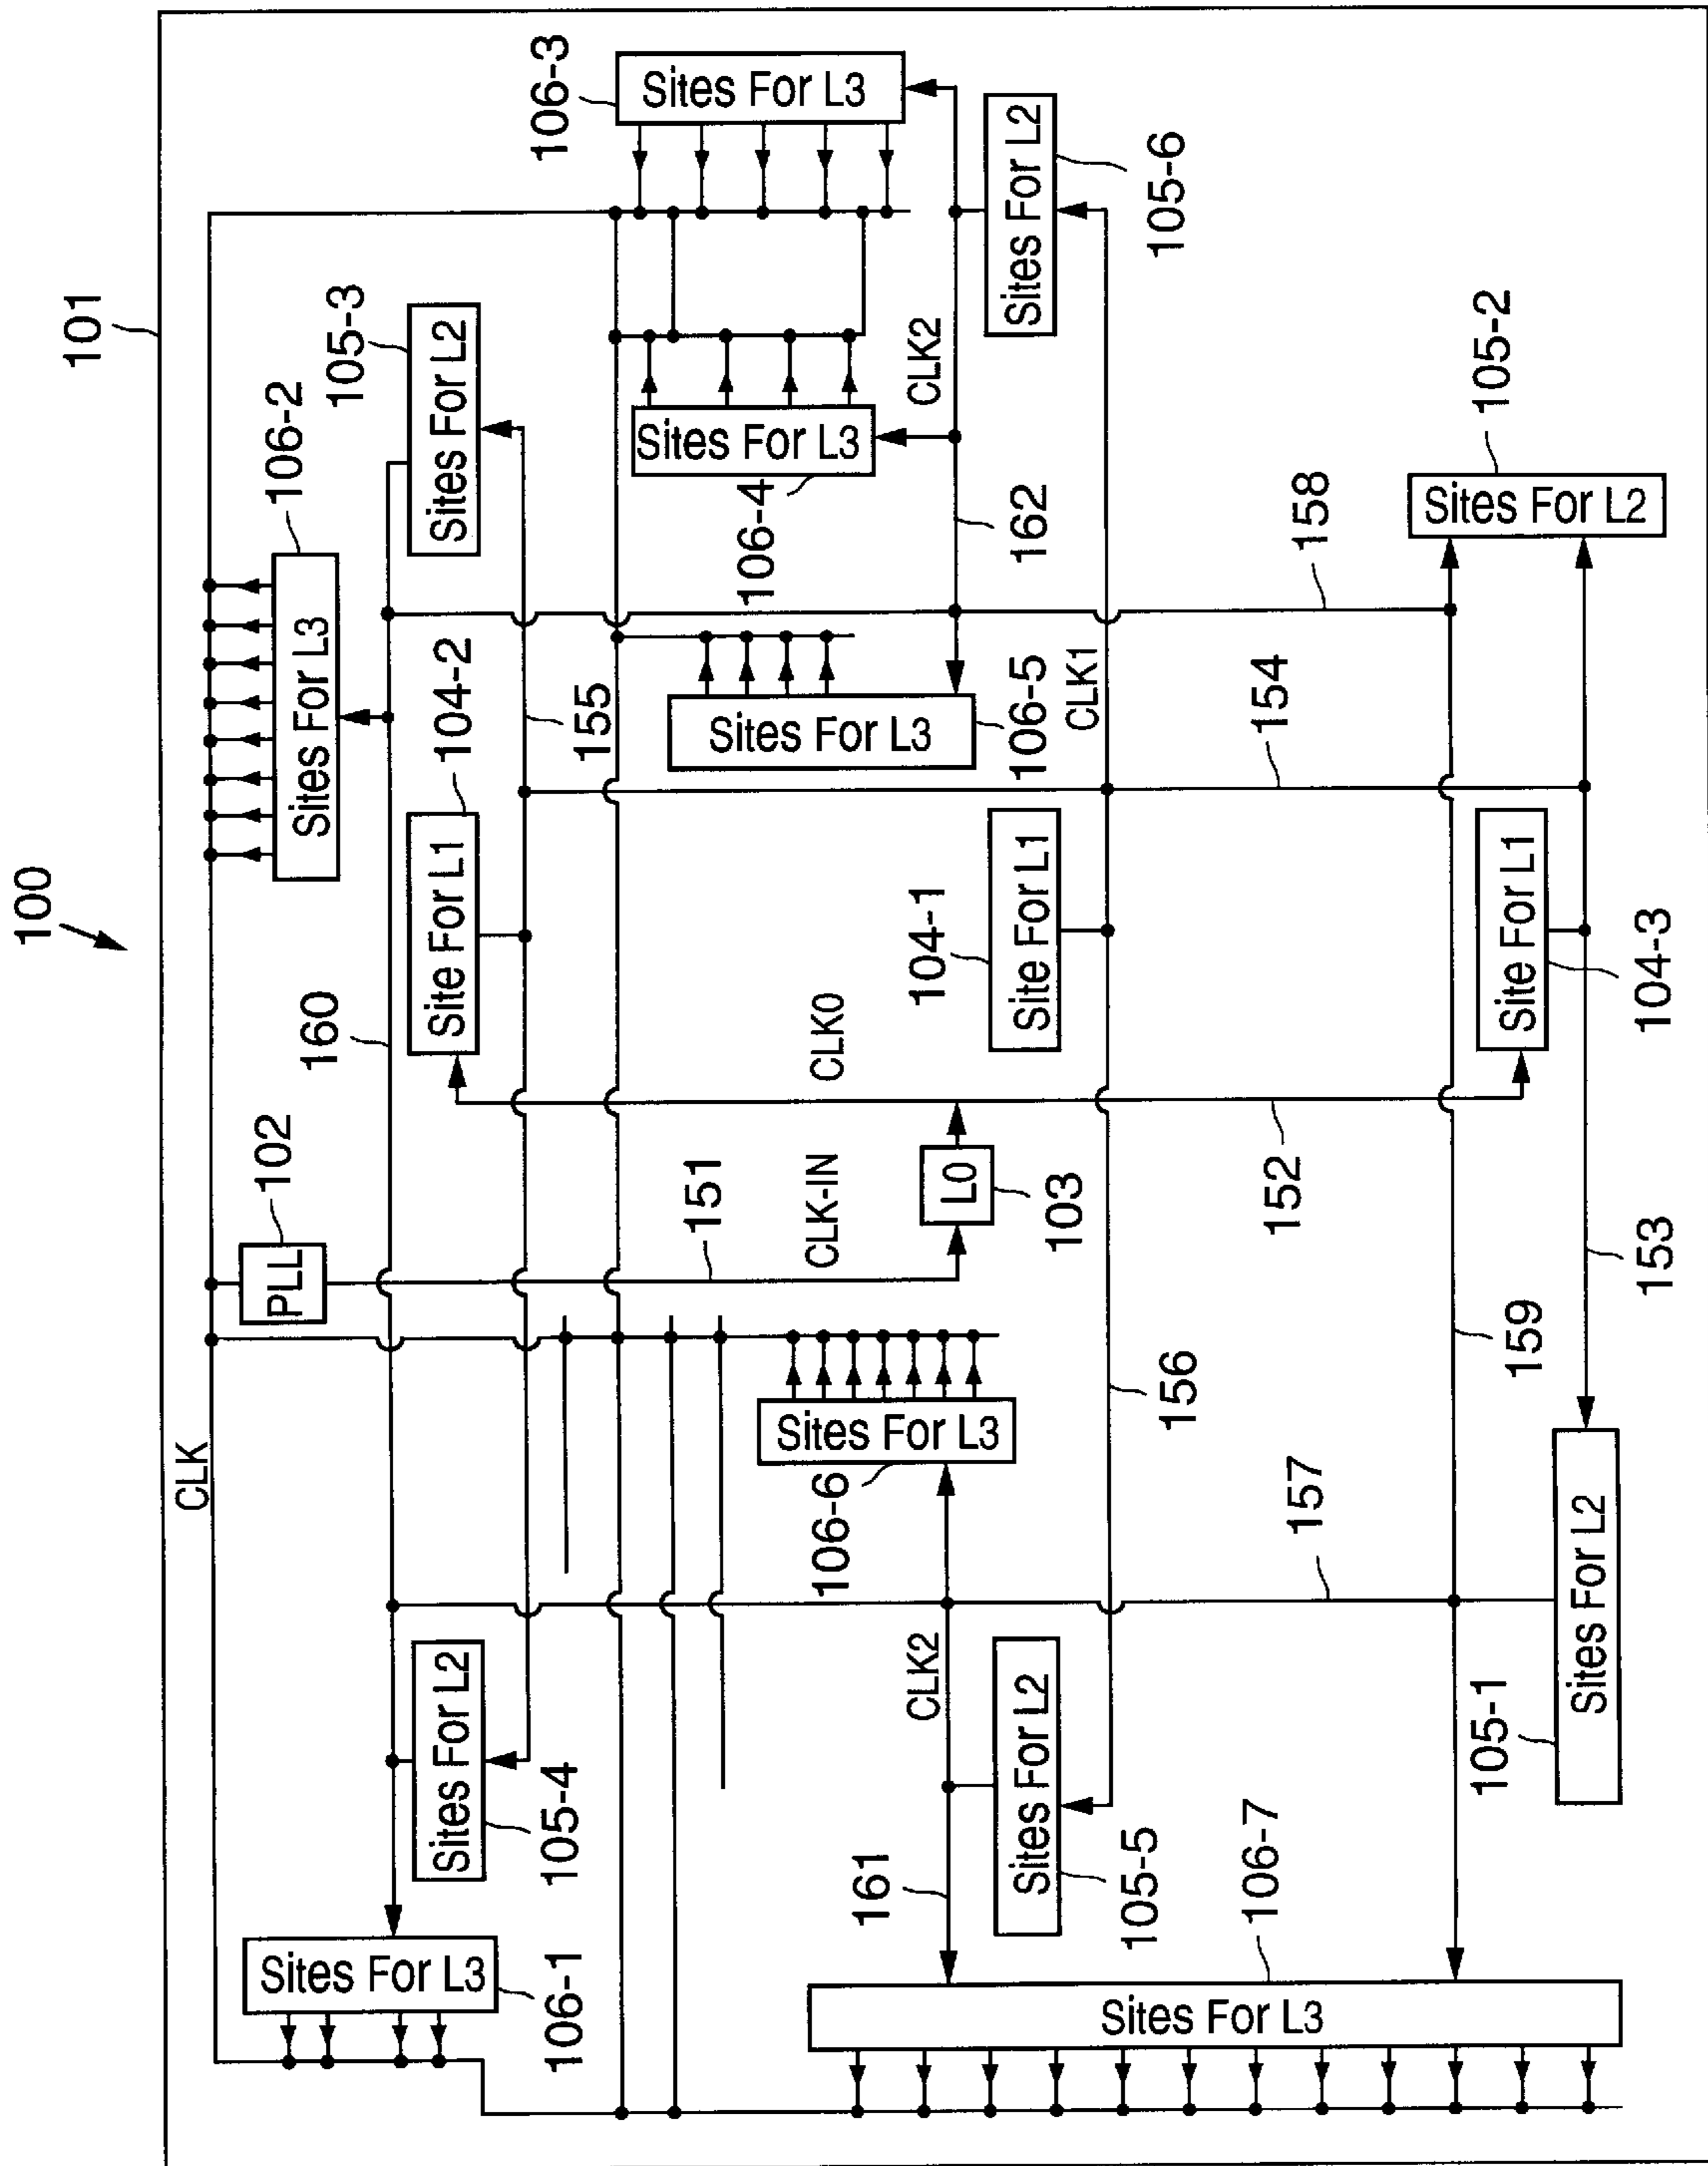 100
101
CLK
PLL
102
106-2
Sites For L3
160
105-3
Sites For L2
104-2
Site For L1
155
106-3
Sites For L3
Sites For L3
106-4
CLK2
162
Sites For L2
105-6
Sites For L3
106-5
CLK1
151
CLK-IN
CLK0
L0
103
104-1
Site For L1
154
158
105-2
Sites For L2
152
Site For L1
104-3
153
159
156
Sites For L3
106-6
157
CLK2
Sites For L2
105-4
Sites For L3
106-1
161
Sites For L2
105-5
106-7
Sites For L3
105-1
Sites For L2